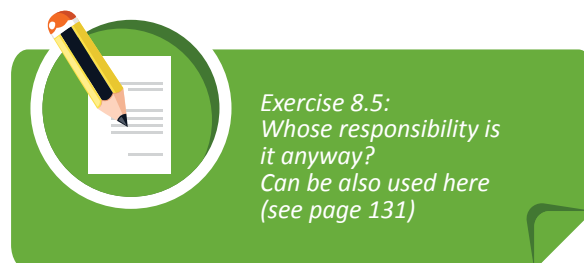 Exercise 8.5:
Whose responsibility is
it anyway?
Can be also used here
(see page 131)